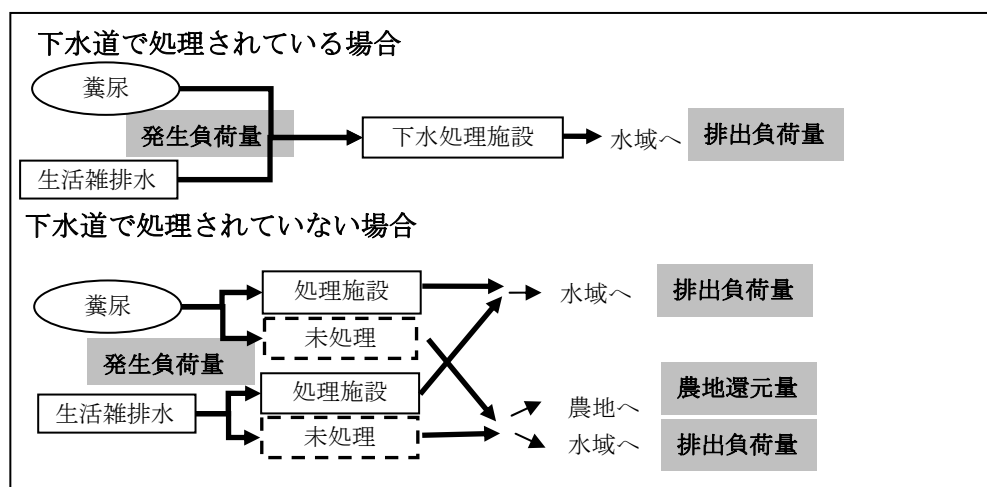 下水道で処理されている場合
糞尿
発生負荷量
下水処理施設
水域へ
排出負荷量
生活雑排水
下水道で処理されていない場合
糞尿
処理施設
水域へ
排出負荷量
未処理
発生負荷量
処理施設
農地へ
農地還元量
生活雑排水
未処理
水域へ
排出負荷量